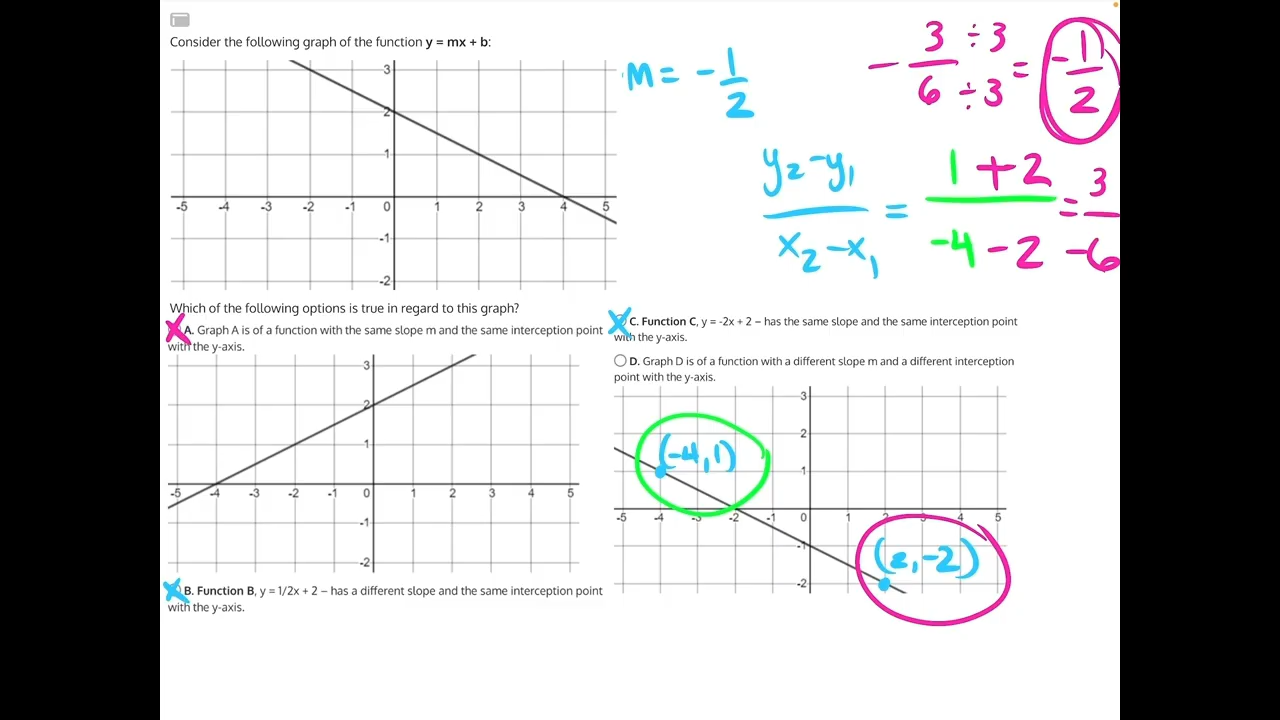 Consider the following graph of the function y = mx + b:
3
2
1
-5 -4 -3 -2 -1 0 1 2 3 4 5
-1
-2
M = - 1/2
- 3/6 ÷3/÷3 = - 1/2
y2 - y1 / x2 - x1 = 1 + 2 / -4 - 2 = 3 / -6
Which of the following options is true in regard to this graph?
A. Graph A is of a function with the same slope m and the same interception point
with the y-axis.
3
2
1
-5 -4 -3 -2 -1 0 1 2 3 4 5
-1
-2
B. Function B, y = 1/2x + 2 – has a different slope and the same interception point
with the y-axis.
C. Function C, y = -2x + 2 – has the same slope and the same interception point
with the y-axis.
D. Graph D is of a function with a different slope m and a different interception
point with the y-axis.
3
2
(-4,1)
1
-5 -4 -3 -2 -1 0 1 2 3 4 5
-1
(2,-2)
-2